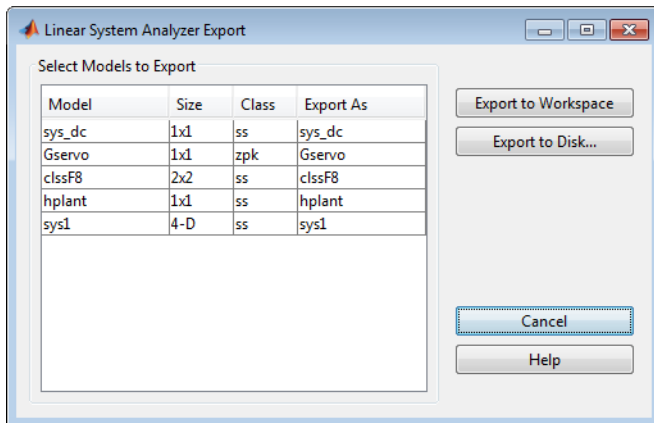 Linear System Analyzer Export
Select Models to Export
Model Size Class Export As
sys_dc 1x1 ss sys_dc
Gservo 1x1 zpk Gservo
clssF8 2x2 ss clssF8
hplant 1x1 ss hplant
sys1 4-D ss sys1
Export to Workspace
Export to Disk...
Cancel
Help